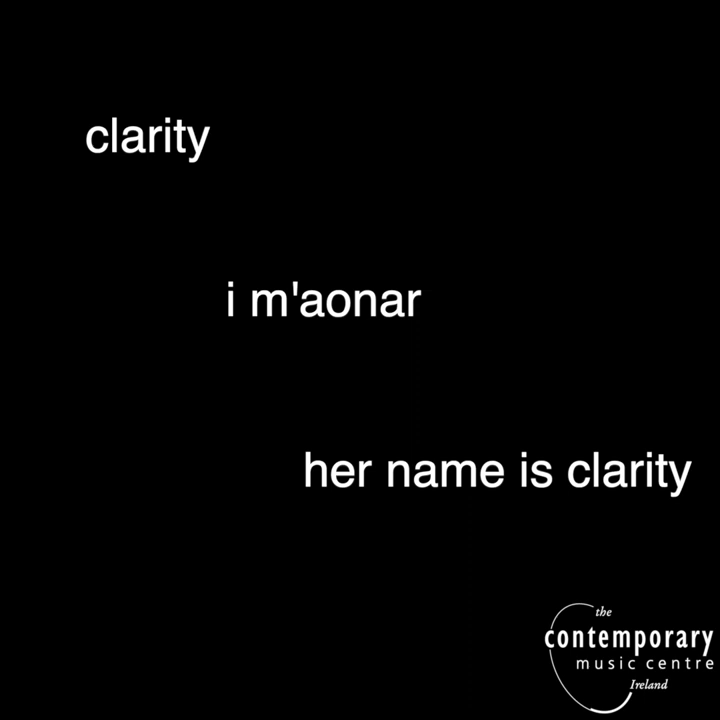 clarity
i m'aonar
her name is clarity
the
contemporary
music centre
Ireland